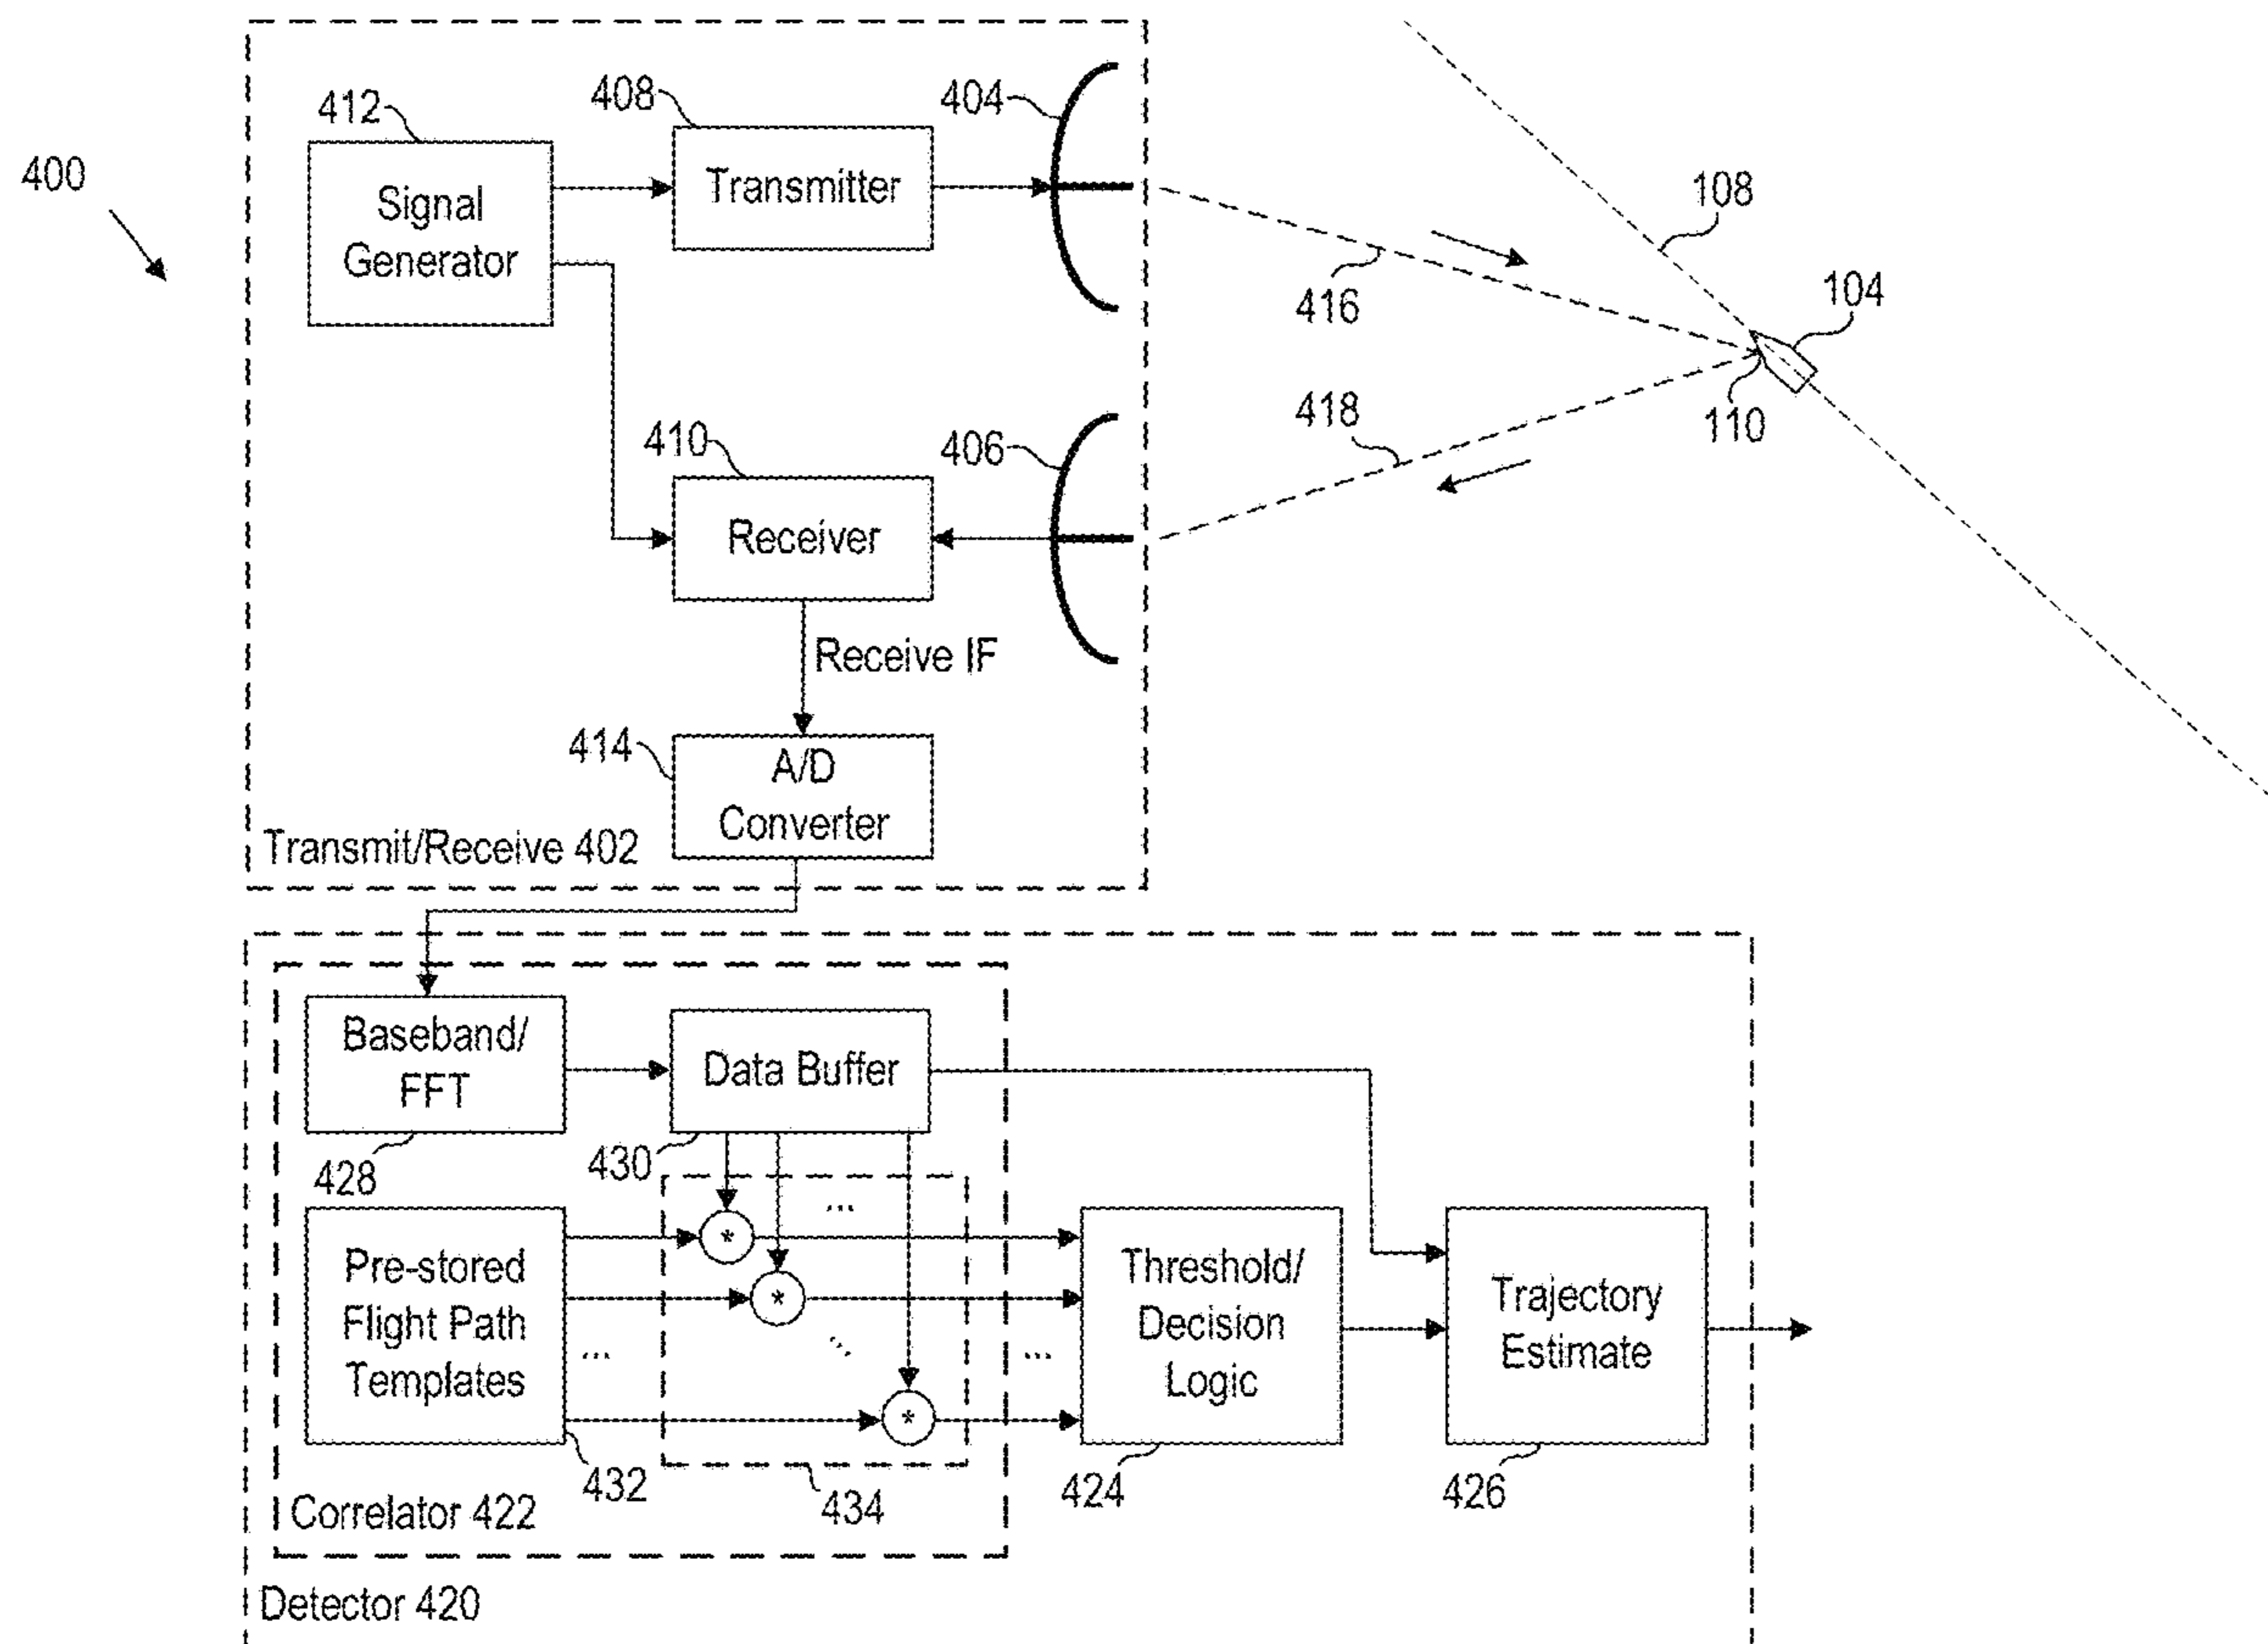 400
412
Signal
Generator
408
Transmitter
404
416
108
104
110
418
410
Receiver
406
Receive IF
414
A/D
Converter
Transmit/Receive 402
Baseband/
FFT
428
Data Buffer
430
...
Pre-stored
Flight Path
Templates
432
...
*
*
...
*
434
...
Threshold/
Decision
Logic
424
Trajectory
Estimate
426
Correlator 422
Detector 420